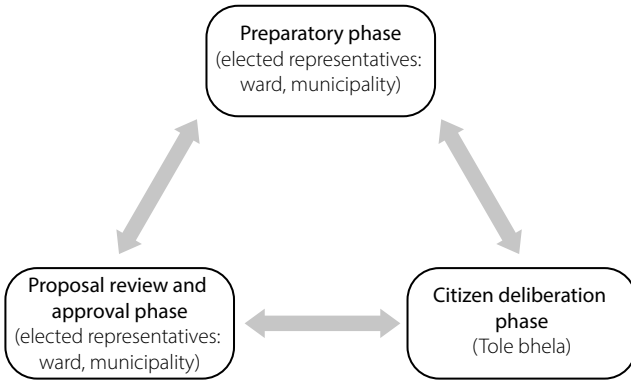 Preparatory phase
(elected representatives:
ward, municipality)
Proposal review and
approval phase
(elected representatives:
ward, municipality)
Citizen deliberation
phase
(Tole bhela)